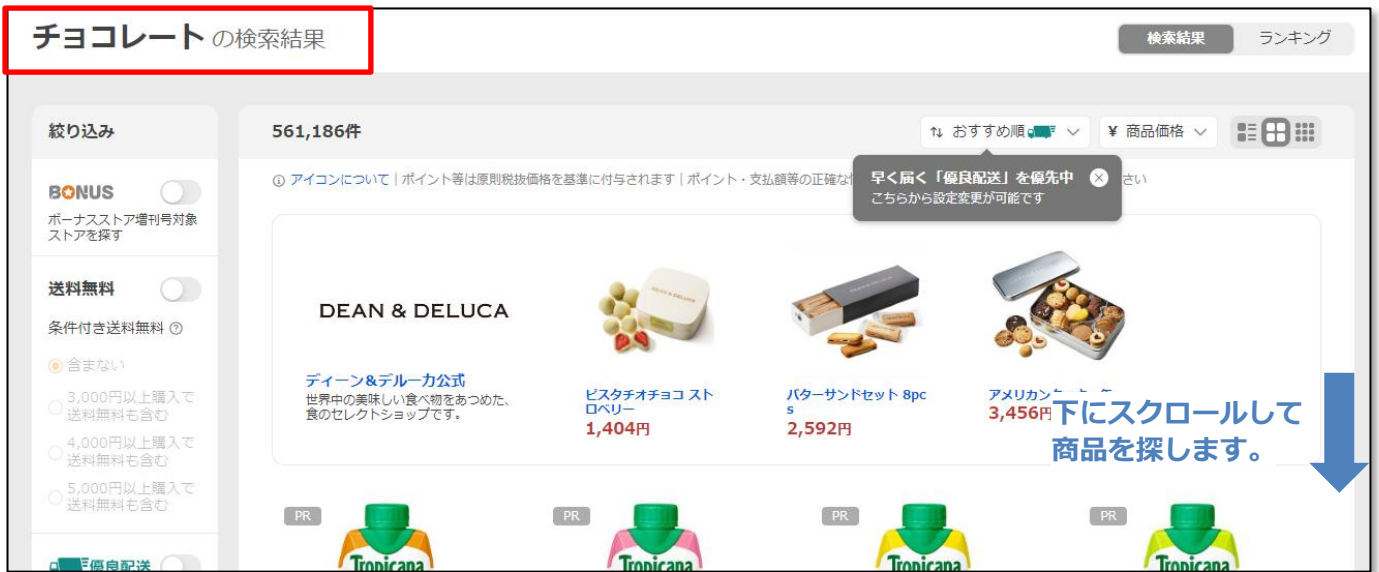 チョコレート の検索結果
検索結果 ランキング
絞り込み
561,186件
おすすめ順
¥ 商品価格
アイコンについて | ポイント等は原則税抜価格を基準に付与されます | ポイント・支払額等の正確な
さい
早く届く「優良配送」を優先中
こちらから設定変更が可能です
BONUS
ボーナスストア増刊号対象
ストアを探す
送料無料
条件付き送料無料
含まない
3,000円以上購入で
送料無料も含む
4,000円以上購入で
送料無料も含む
5,000円以上購入で
送料無料も含む
優良配送
DEAN & DELUCA
ディーン&デルーカ公式
世界中の美味しい食べ物をあつめた、
食のセレクトショップです。
ピスタチオチョコ スト
ロベリー
1,404円
バターサンドセット 8pc
s
2,592円
アメリカン
3,456円
下にスクロールして
商品を探します。
PR
PR
PR
PR
Tropicana
Tropicana
Tropicana
Tropicana